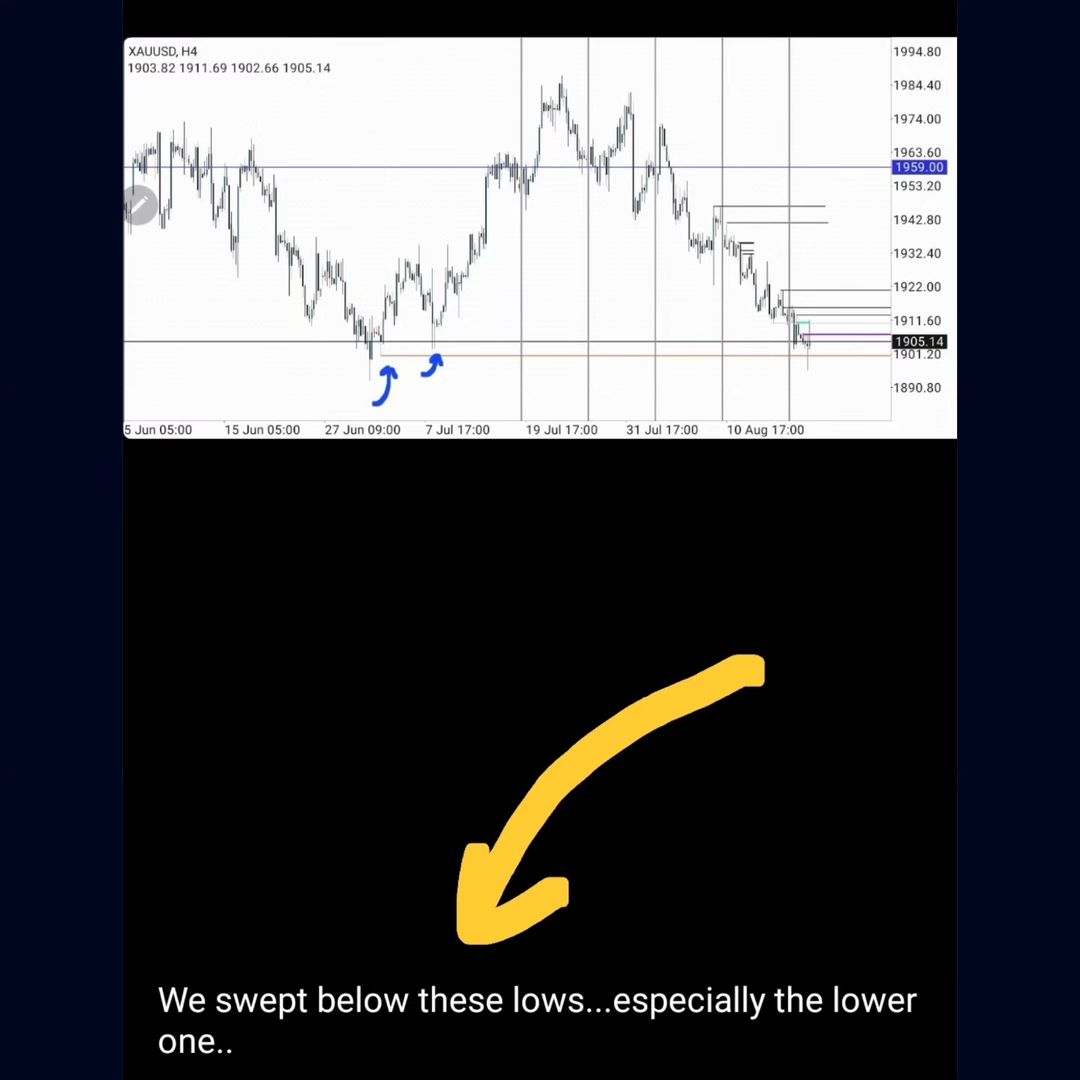 XAUUSD, H4
1903.82 1911.69 1902.66 1905.14
1994.80
1984.40
1974.00
1963.60
1959.00
1953.20
1942.80
1932.40
1922.00
1911.60
1905.14
1901.20
1890.80
5 Jun 05:00 15 Jun 05:00 27 Jun 09:00 7 Jul 17:00 19 Jul 17:00 31 Jul 17:00 10 Aug 17:00
We swept below these lows...especially the lower
one..